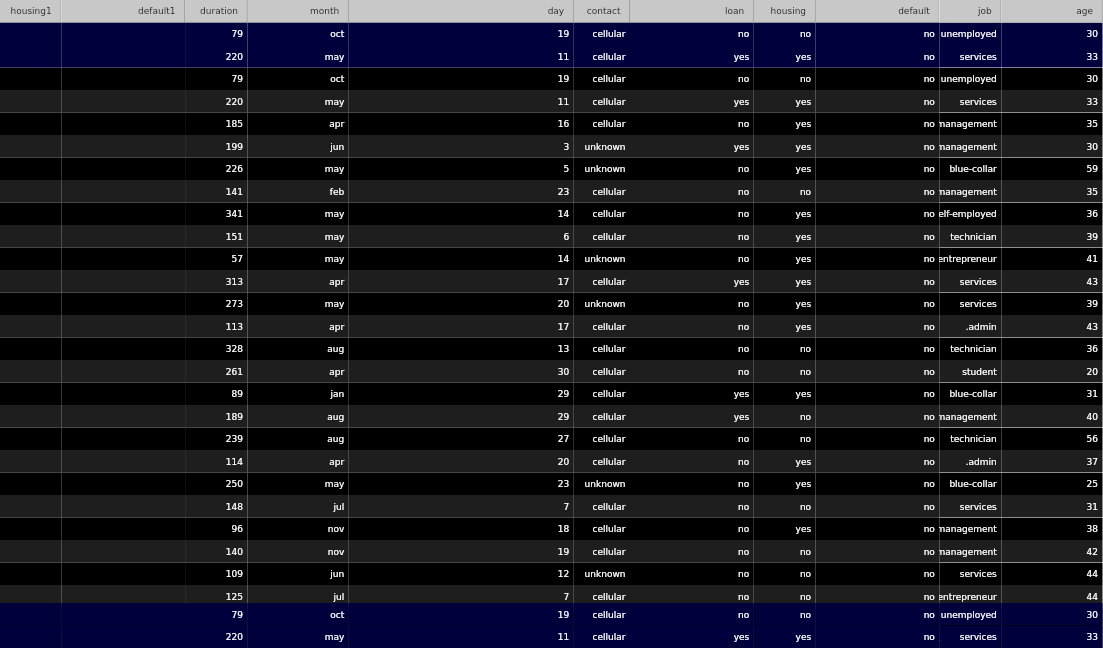 housing1 default1 duration month day contact loan housing default job age
79 oct 19 cellular no no no unemployed 30
220 may 11 cellular yes yes no services 33
79 oct 19 cellular no no no unemployed 30
220 may 11 cellular yes yes no services 33
185 apr 16 cellular no yes no management 35
199 jun 3 unknown yes yes no management 30
226 may 5 unknown no yes no blue-collar 59
141 feb 23 cellular no no no management 35
341 may 14 cellular no yes no elf-employed 36
151 may 6 cellular no yes no technician 39
57 may 14 unknown no yes no entrepreneur 41
313 apr 17 cellular yes yes no services 43
273 may 20 unknown no yes no services 39
113 apr 17 cellular no yes no .admin 43
328 aug 13 cellular no no no technician 36
261 apr 30 cellular no no no student 20
89 jan 29 cellular yes yes no blue-collar 31
189 aug 29 cellular yes no no management 40
239 aug 27 cellular no no no technician 56
114 apr 20 cellular no yes no .admin 37
250 may 23 unknown no yes no blue-collar 25
148 jul 7 cellular no no no services 31
96 nov 18 cellular no yes no management 38
140 nov 19 cellular no no no management 42
109 jun 12 unknown no no no services 44
125 jul 7 cellular no no no entrepreneur 44
79 oct 19 cellular no no no unemployed 30
220 may 11 cellular yes yes no services 33